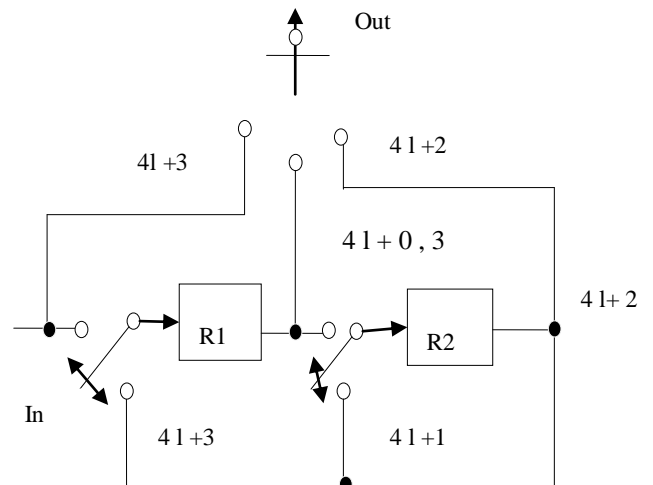 Out
4l +3
4 l +2
4 l + 0 , 3
4 l+ 2
R1
R2
In
4 l +3
4 l +1